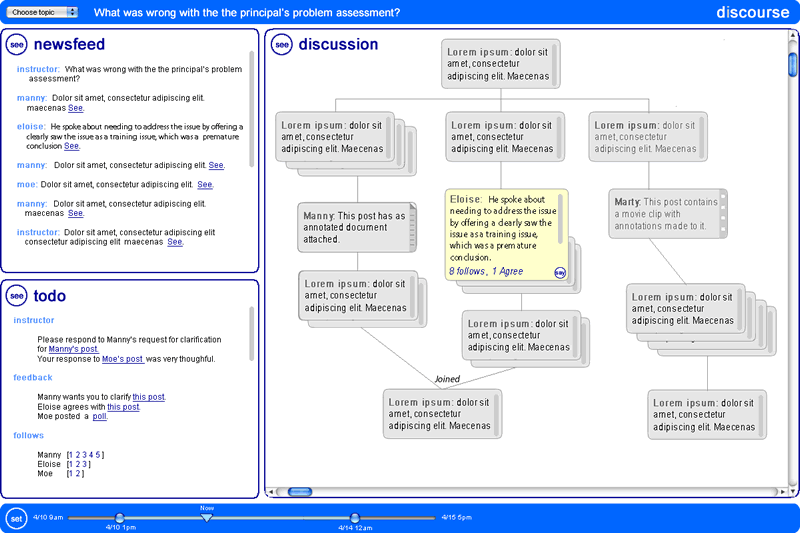 Choose topic
What was wrong with the the principal's problem assessment?
discourse
see newsfeed
instructor: What was wrong with the the principal's problem
assessment?
manny: Dolor sit amet, consectetur adipiscing elit.
maecenas See.
eloise: He spoke about needing to address the issue by offering a
clearly saw the issue as a training issue, which was a premature
conclusion See.
manny: Dolor sit amet, consectetur adipiscing elit. See.
moe: Dolor sit amet, consectetur adipiscing elit. See.
manny: Dolor sit amet, consectetur adipiscing elit.
maecenas See.
instructor: Dolor sit amet, consectetur adipiscing elit
consectetur adipiscing elit maecenas See.
see todo
instructor
Please respond to Manny's request for clarification
for Manny's post.
Your response to Moe's post was very thoughful.
feedback
Manny wants you to clarify this post.
Eloise agrees with this post.
Moe posted a poll.
follows
Manny [1 2 3 4 5]
Eloise [1 2 3]
Moe [1 2]
see discussion
Lorem ipsum: dolor sit
amet, consectetur
adipiscing elit. Maecenas
Lorem ipsum: dolor sit
amet, consectetur
adipiscing elit. Maecenas
Lorem ipsum: dolor sit
amet, consectetur
adipiscing elit. Maecenas
Lorem ipsum: dolor sit
amet, consectetur
adipiscing elit. Maecenas
Manny: This post has as
annotated document
attached.
Eloise: He spoke about
needing to address the issue
by offering a clearly saw the
issue as a training issue,
which was a premature
conclusion.
8 follows, 1 Agree
say
Marty: This post contains
a movie clip with
annotations made to it.
Lorem ipsum: dolor sit
amet, consectetur
adipiscing elit. Maecenas
Lorem ipsum: dolor sit
amet, consectetur
adipiscing elit. Maecenas
Lorem ipsum: dolor sit
amet, consectetur
adipiscing elit. Maecenas
Joined
Lorem ipsum: dolor sit
amet, consectetur
adipiscing elit. Maecenas
Lorem ipsum: dolor sit
amet, consectetur
adipiscing elit. Maecenas
set
4/10 9am
4/10 1pm
Now
4/14 12am
4/15 5pm